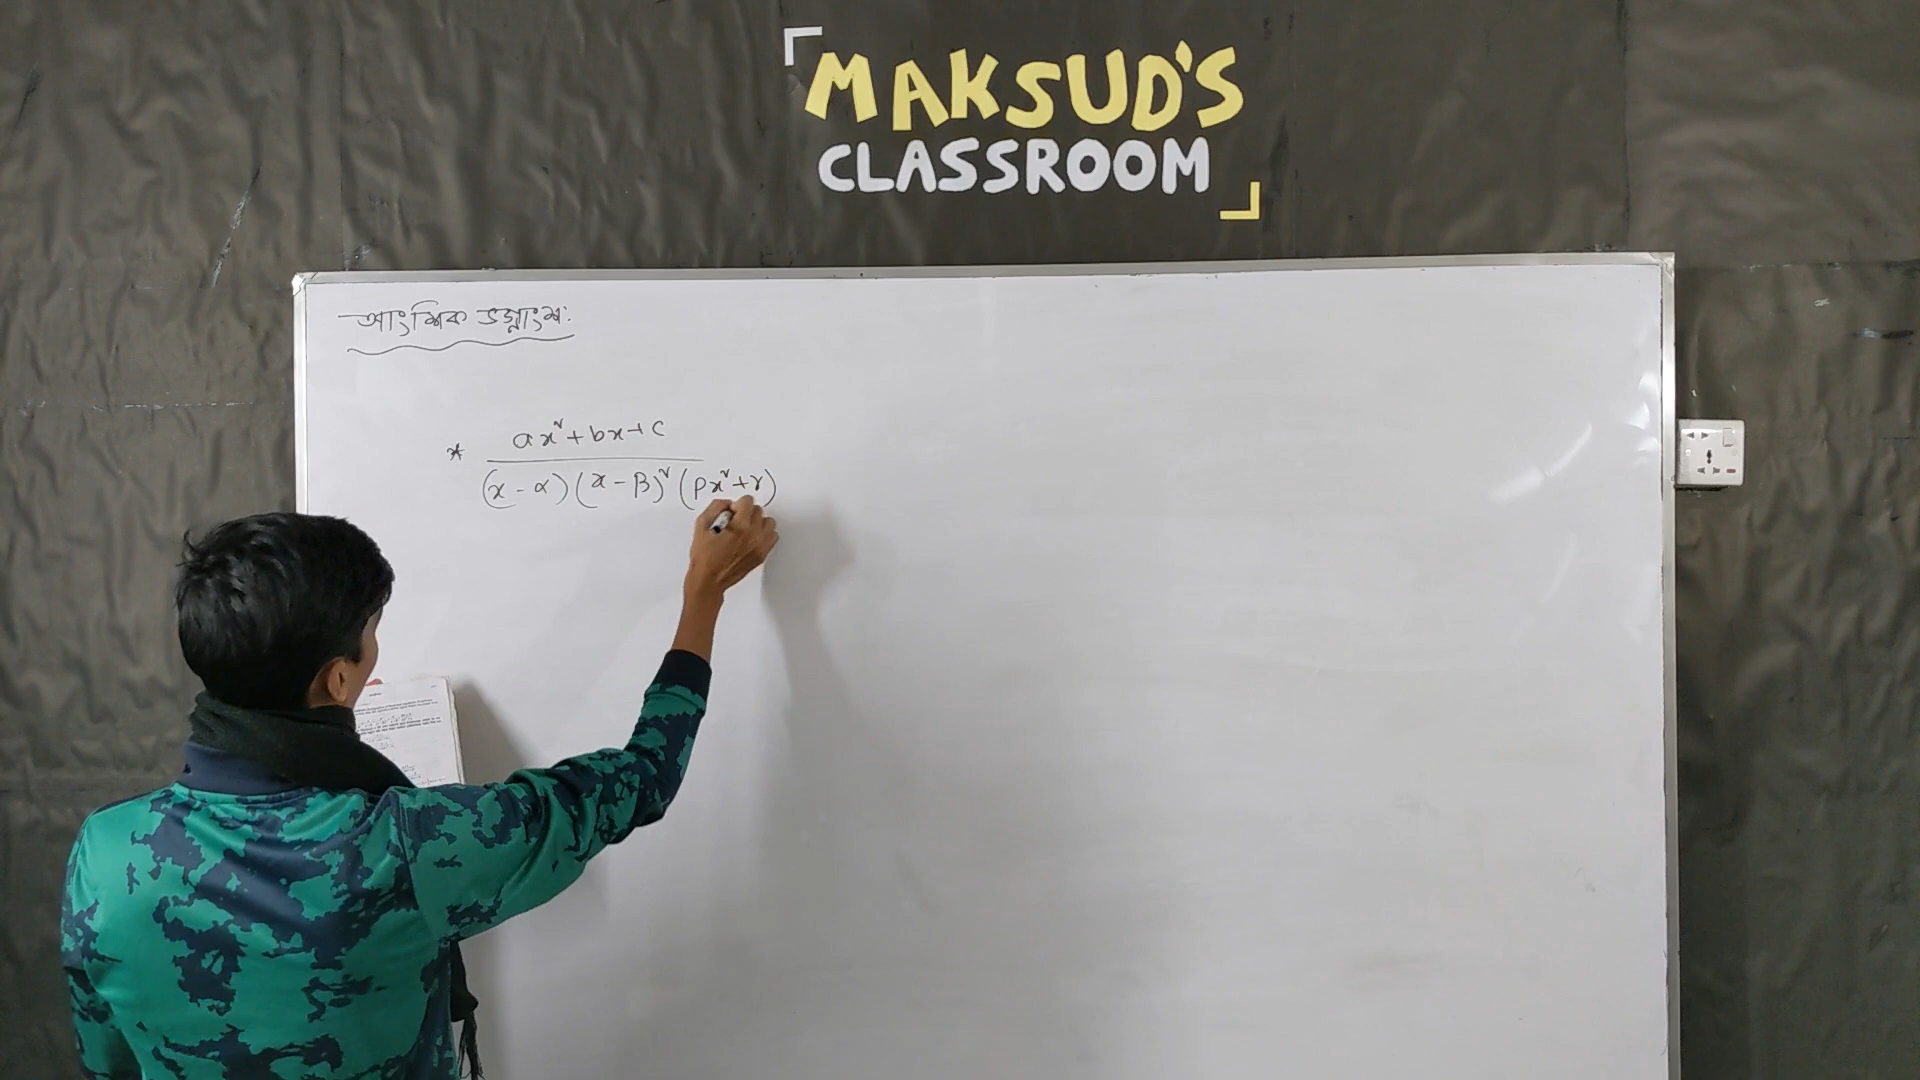 MAKSUD'S
CLASSROOM
আংশিক ভগ্নাংশ:
* ax²+bx+c
(x-α)(x-β)²(px²+r)